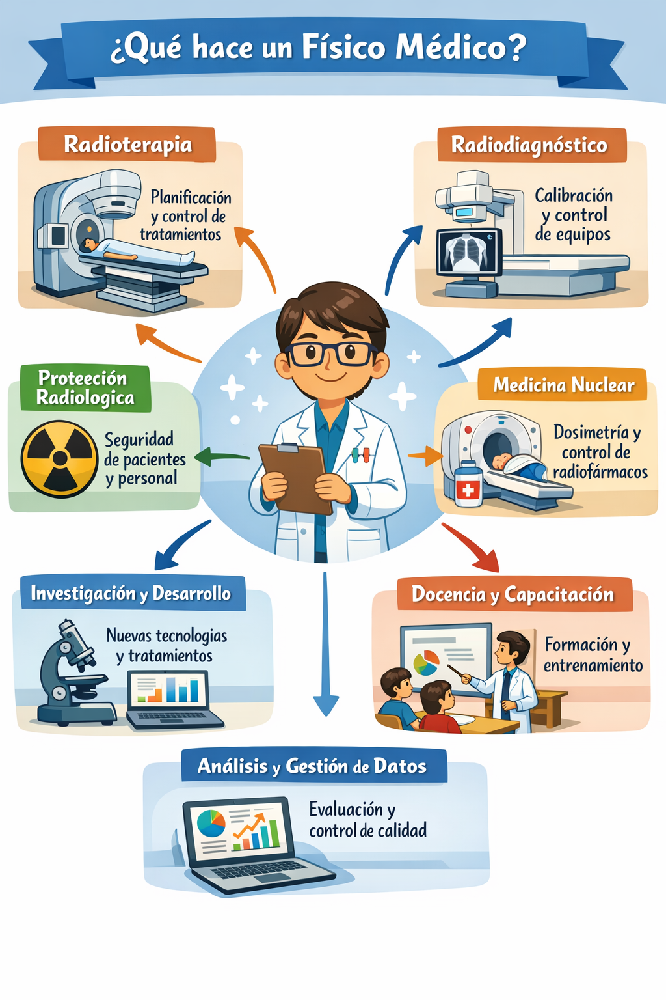 ¿Qué hace un Físico Médico?
Radioterapia
Planificación
y control de
tratamientos
Radiodiagnóstico
Calibración
y control
de equipos
Proteección
Radiologica
Seguridad
de pacientes
y personal
Medicina Nuclear
Dosimetría y
control de
radiofármacos
Investigación y Desarrollo
Nuevas tecnologias
y tratamientos
Docencia y Capacitación
Formación y
entrenamiento
Análisis y Gestión de Datos
Evaluación y
control de calidad